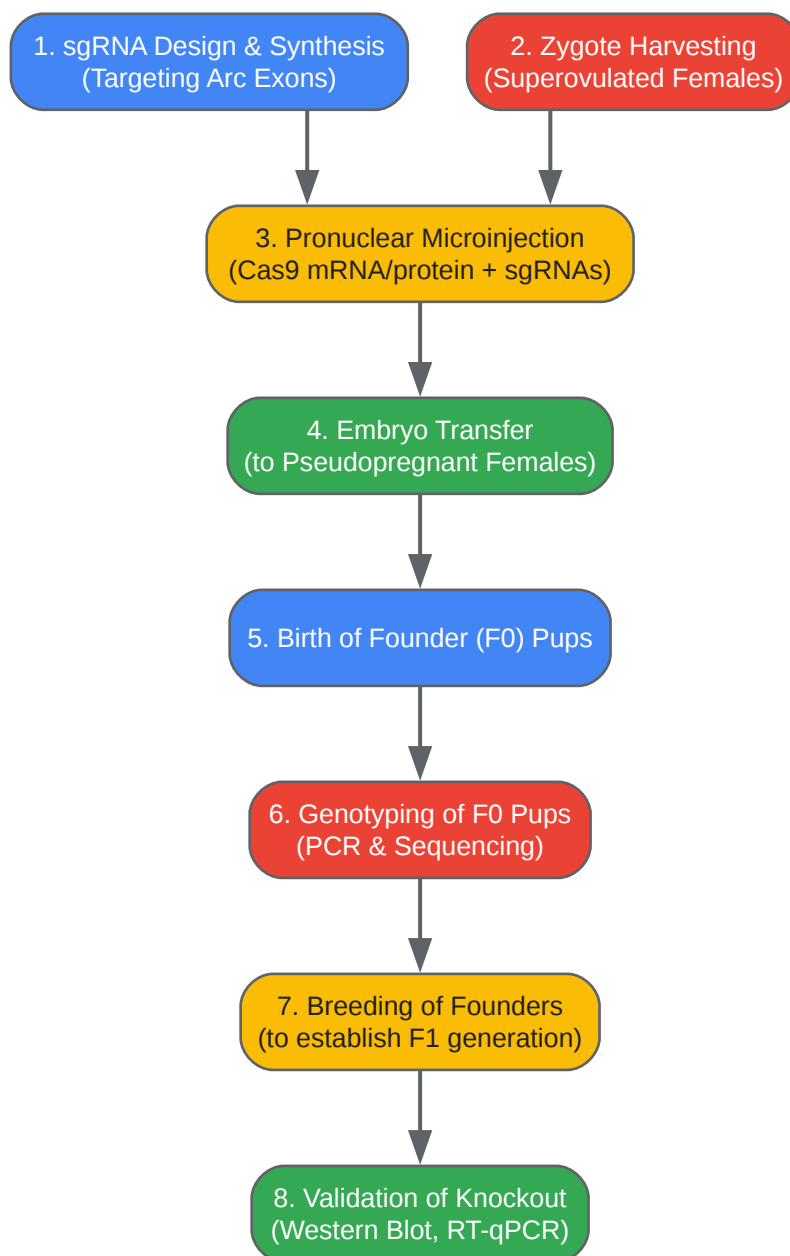 1. sgRNA Design & Synthesis
(Targeting Arc Exons)
2. Zygote Harvesting
(Superovulated Females)
3. Pronuclear Microinjection
(Cas9 mRNA/protein + sgRNAs)
4. Embryo Transfer
(to Pseudopregnant Females)
5. Birth of Founder (F0) Pups
6. Genotyping of F0 Pups
(PCR & Sequencing)
7. Breeding of Founders
(to establish F1 generation)
8. Validation of Knockout
(Western Blot, RT-qPCR)